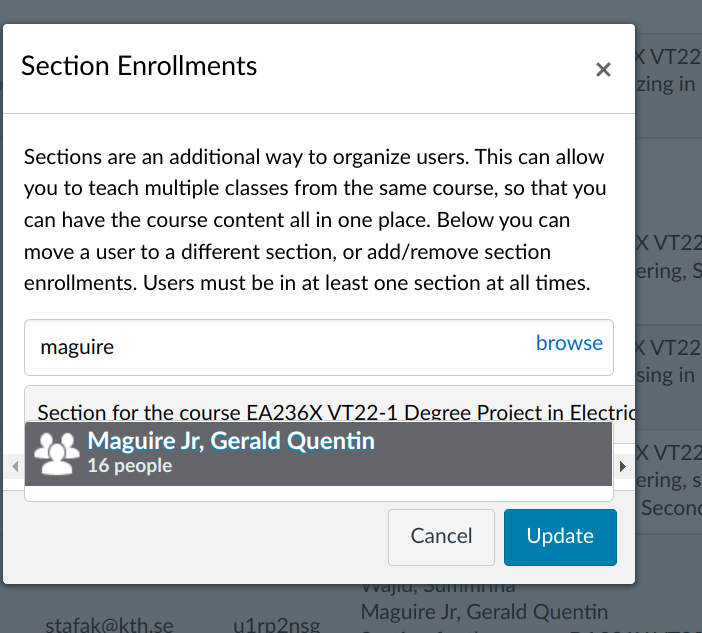 X VT22
zing in
Section Enrollments
×
Sections are an additional way to organize users. This can allow
you to teach multiple classes from the same course, so that you
can have the course content all in one place. Below you can
move a user to a different section, or add/remove section
enrollments. Users must be in at least one section at all times.
X VT22
ering, S
maguire
browse
X VT22
sing in
Section for the course EA236X VT22-1 Degree Project in Electric
Maguire Jr, Gerald Quentin
16 people
X VT22
ering, s
Second
Cancel
Update
Wajid, Summrina
Maguire Jr, Gerald Quentin
stafak@kth.se
u1rp2nsg